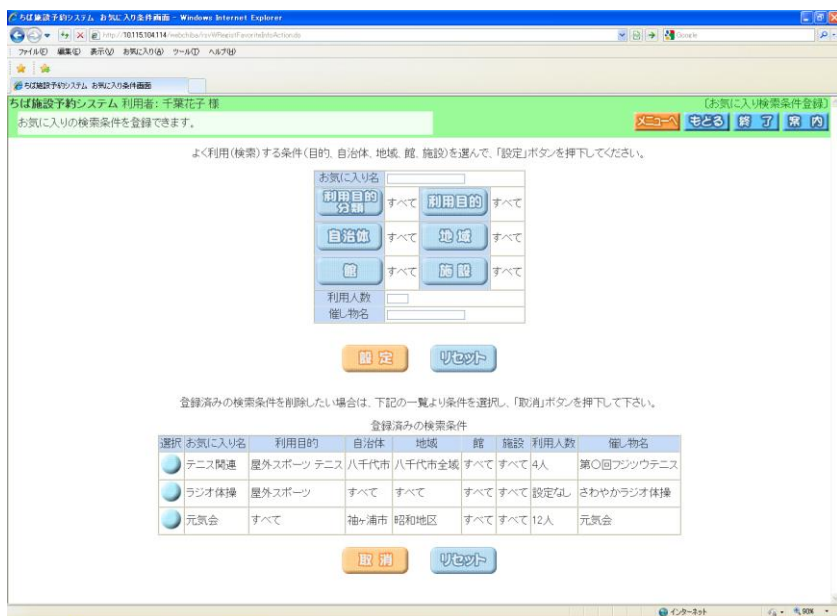 ちば施設予約システム お気に入り条件画面 - Windows Internet Explorer
http://10.115.104.114/webchiba/rsvWRegistFavoriteIntrsAction.do
Google
ファイル(F) 編集(E) 表示(V) お気に入り(A) ツール(T) ヘルプ(H)
ちば施設予約システム お気に入り条件画面
ちば施設予約システム 利用者: 千葉花子 様
〔お気に入り検索条件登録〕
お気に入りの検索条件を登録できます。
メニューへ もどる 終了 案内
よく利用(検索)する条件(目的、自治体、地域、館、施設)を選んで、「設定」ボタンを押下してください。
お気に入り名
利用目的分類 すべて 利用目的 すべて
自治体 すべて 地域 すべて
館 すべて 施設 すべて
利用人数
催し物名
設定 リセット
登録済みの検索条件を削除したい場合は、下記の一覧より条件を選択し、「取消」ボタンを押下して下さい。
登録済みの検索条件
選択 お気に入り名 利用目的 自治体 地域 館 施設 利用人数 催し物名
テニス関連 屋外スポーツ テニス 八千代市 八千代市全域 すべて すべて 4人 第〇回フジッウテニス
ラジオ体操 屋外スポーツ すべて すべて すべて すべて 設定なし さわやかラジオ体操
元気会 すべて 袖ヶ浦市 昭和地区 すべて すべて 12人 元気会
取消 リセット
インターネット 90%